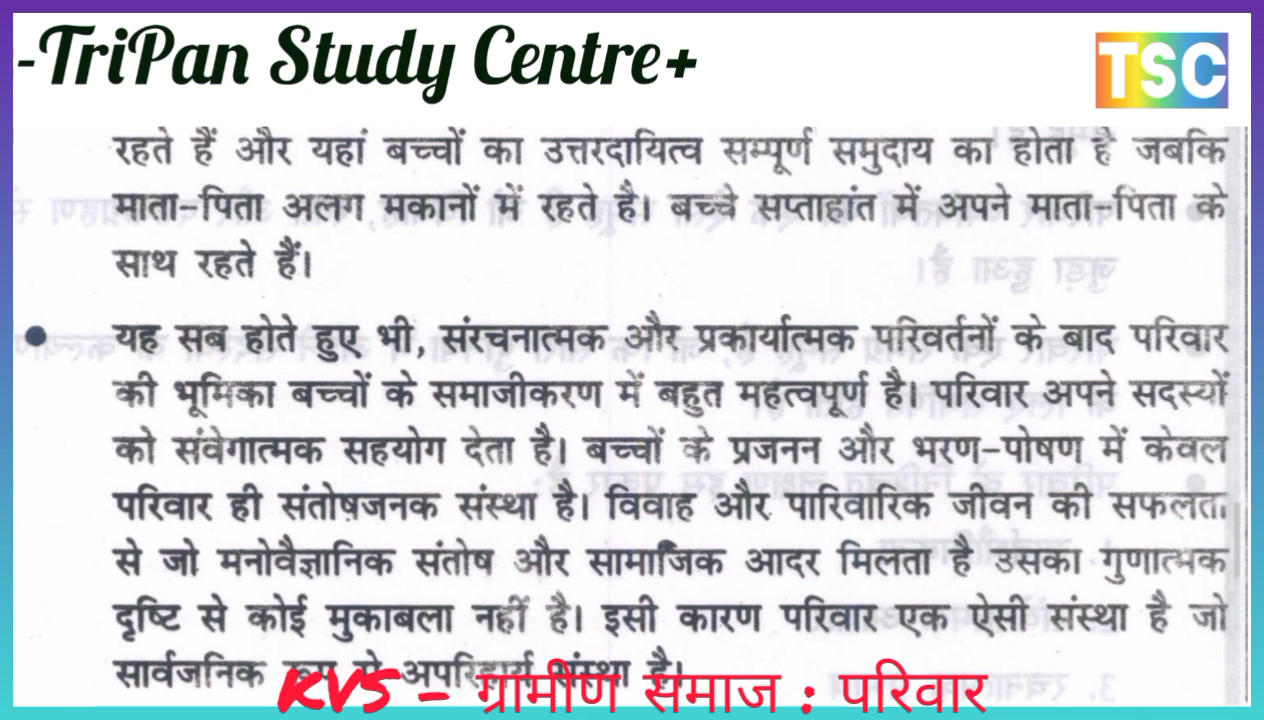 -TriPan Study Centre+
TSC
रहते हैं और यहां बच्चों का उत्तरदायित्व सम्पूर्ण समुदाय का होता है जबकि
माता-पिता अलग मकानों में रहते है। बच्चे सप्ताहांत में अपने माता-पिता के
साथ रहते हैं।
● यह सब होते हुए भी, संरचनात्मक और प्रकार्यात्मक परिवर्तनों के बाद परिवार
की भूमिका बच्चों के समाजीकरण में बहुत महत्वपूर्ण है। परिवार अपने सदस्यों
को संवेगात्मक सहयोग देता है। बच्चों के प्रजनन और भरण-पोषण में केवल
परिवार ही संतोषजनक संस्था है। विवाह और पारिवारिक जीवन की सफलता
से जो मनोवैज्ञानिक संतोष और सामाजिक आदर मिलता है उसका गुणात्मक
दृष्टि से कोई मुकाबला नहीं है। इसी कारण परिवार एक ऐसी संस्था है जो
सार्वजनिक रूप से अपरिहार्य संस्था है।
KVS - ग्रामीण समाज : परिवार